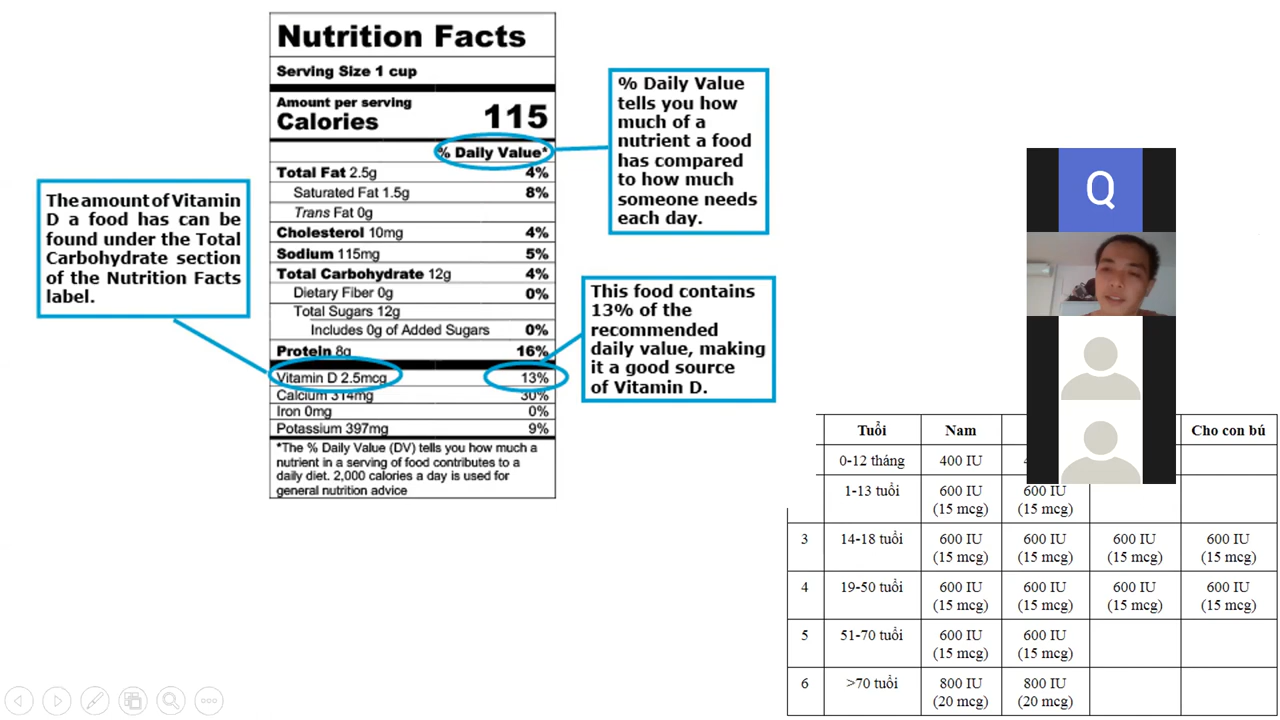 Nutrition Facts
Serving Size 1 cup
Amount per serving
Calories 115
% Daily Value*
Total Fat 2.5g 4%
Saturated Fat 1.5g 8%
Trans Fat 0g
Cholesterol 10mg 4%
Sodium 115mg 5%
Total Carbohydrate 12g 4%
Dietary Fiber 0g 0%
Total Sugars 12g
Includes 0g of Added Sugars 0%
Protein 8g 16%
Vitamin D 2.5mcg 13%
Calcium 314mg 30%
Iron 0mg 0%
Potassium 397mg 9%
*The % Daily Value (DV) tells you how much a
nutrient in a serving of food contributes to a
daily diet. 2,000 calories a day is used for
general nutrition advice
The amount of Vitamin
D a food has can be
found under the Total
Carbohydrate section
of the Nutrition Facts
label.
% Daily Value
tells you how
much of a
nutrient a food
has compared
to how much
someone needs
each day.
This food contains
13% of the
recommended
daily value, making
it a good source
of Vitamin D.
Q
Tuổi Nam Cho con bú
0-12 tháng 400 IU
1-13 tuổi 600 IU 600 IU
(15 mcg) (15 mcg)
3 14-18 tuổi 600 IU 600 IU 600 IU 600 IU
(15 mcg) (15 mcg) (15 mcg) (15 mcg)
4 19-50 tuổi 600 IU 600 IU 600 IU 600 IU
(15 mcg) (15 mcg) (15 mcg) (15 mcg)
5 51-70 tuổi 600 IU 600 IU
(15 mcg) (15 mcg)
6 >70 tuổi 800 IU 800 IU
(20 mcg) (20 mcg)